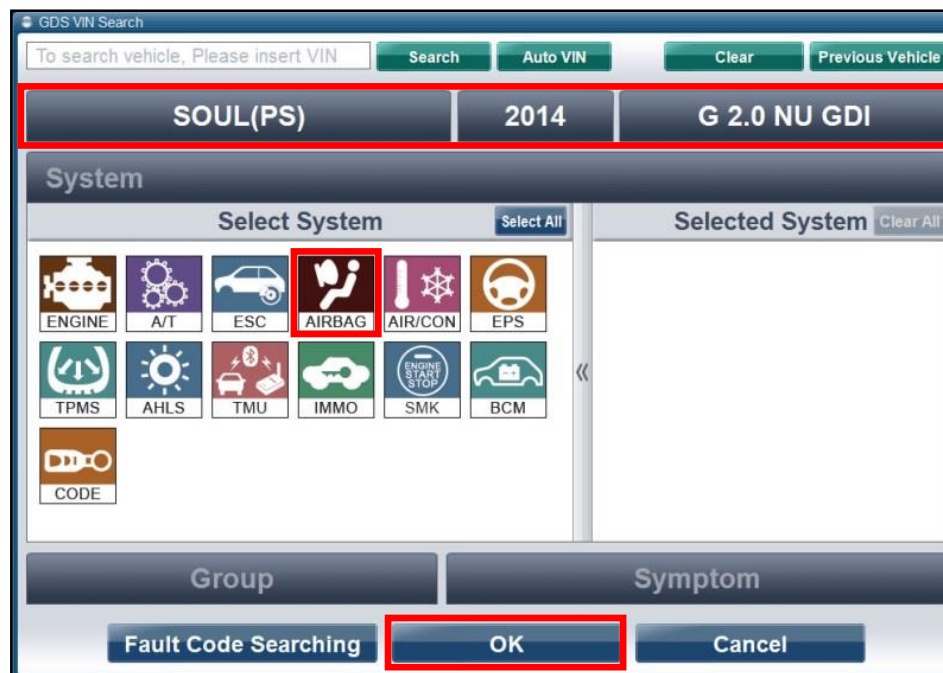 GDS VIN Search
To search vehicle, Please insert VIN Search Auto VIN Clear Previous Vehicle
SOUL(PS) 2014 G 2.0 NU GDI
System
Select System Select All Selected System Clear All
ENGINE A/T ESC AIRBAG AIR/CON EPS
ENGINE START STOP
TPMS AHLS TMU IMMO SMK BCM
CODE
Group Symptom
Fault Code Searching OK Cancel